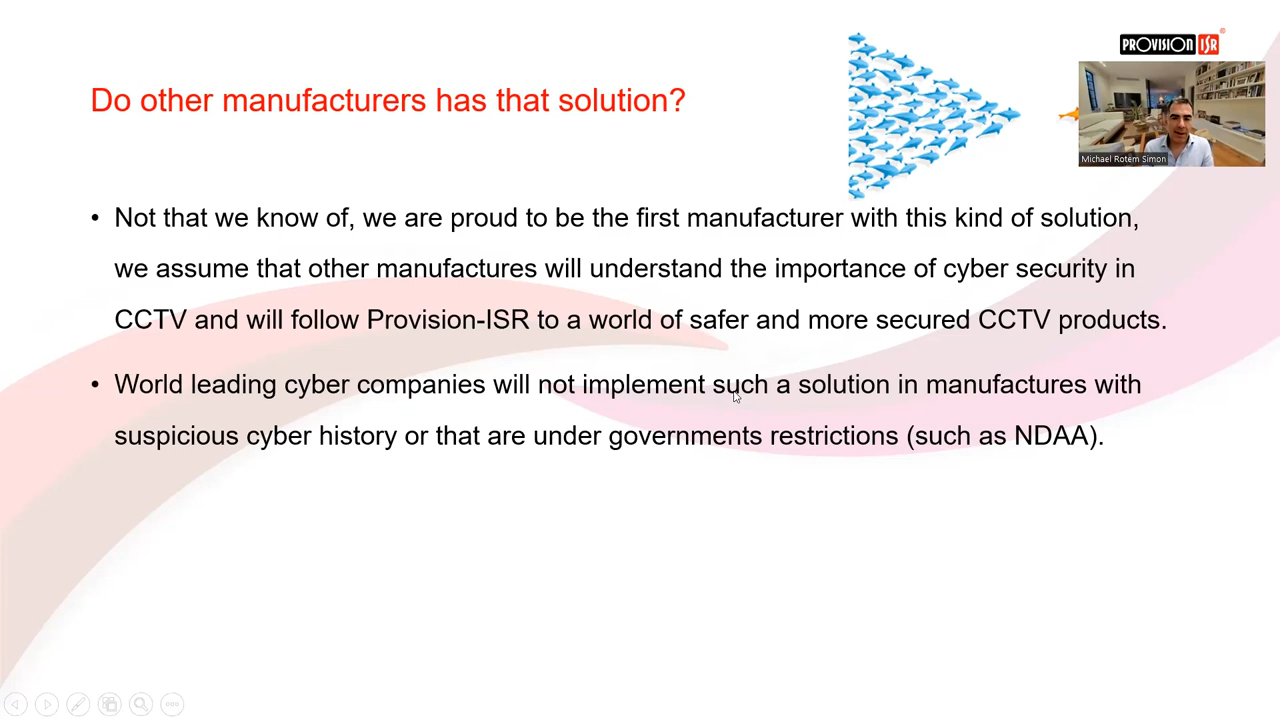 PROVISION ISR®
Do other manufacturers has that solution?
Michael Rotem Simon
• Not that we know of, we are proud to be the first manufacturer with this kind of solution,
we assume that other manufactures will understand the importance of cyber security in
CCTV and will follow Provision-ISR to a world of safer and more secured CCTV products.
• World leading cyber companies will not implement such a solution in manufactures with
suspicious cyber history or that are under governments restrictions (such as NDAA).